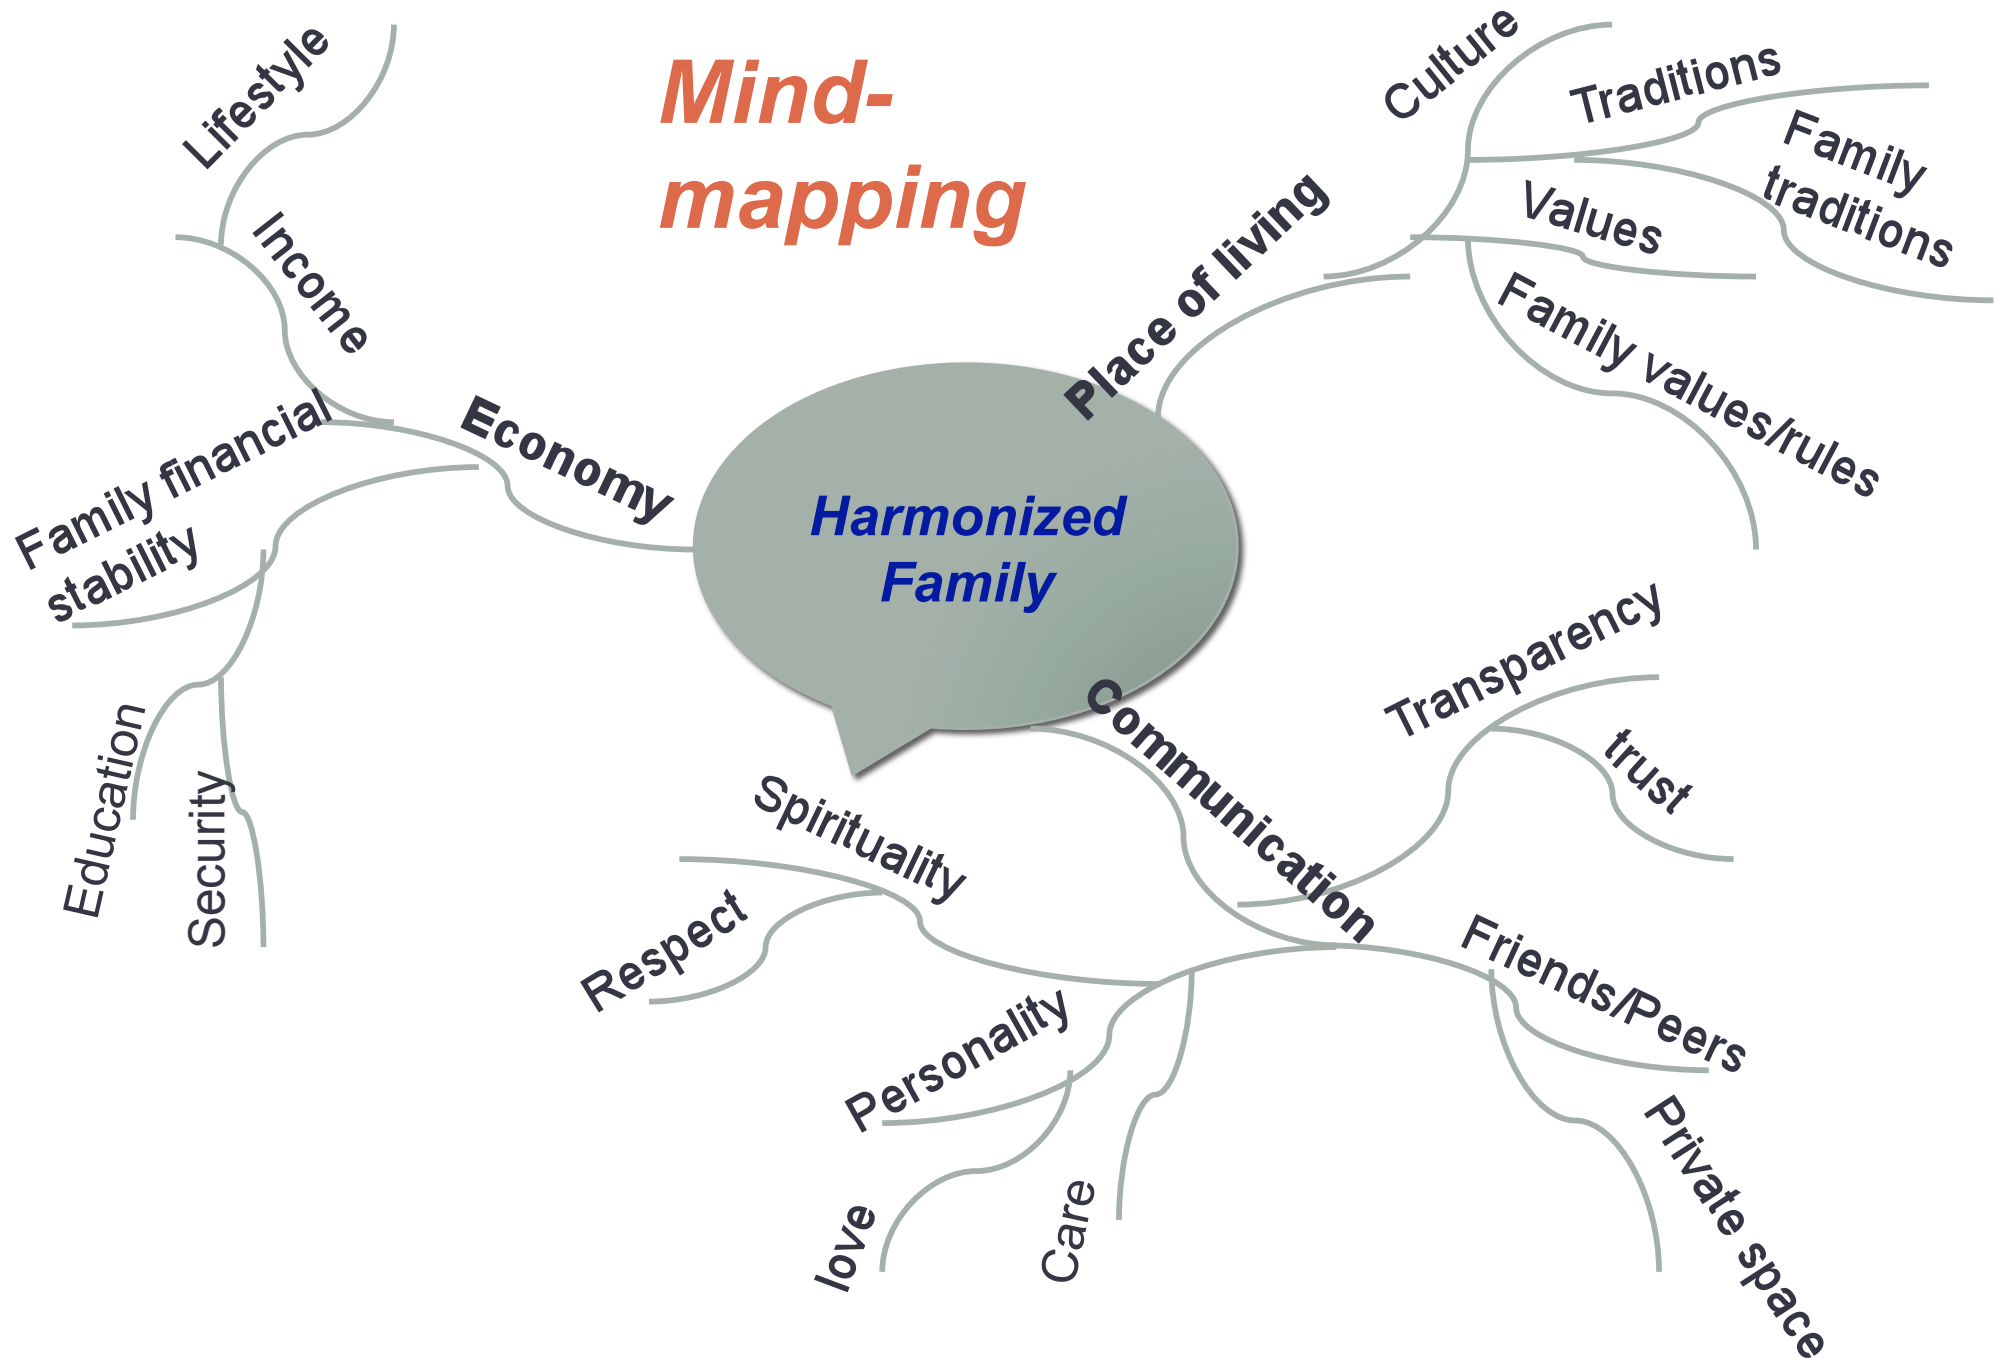 Mind-
mapping
Harmonized
Family
Economy
Income
Lifestyle
Family financial
stability
Education
Security
Place of living
Culture
Traditions
Family
traditions
Values
Family values/rules
Communication
Transparency
trust
Friends/Peers
Private space
Spirituality
Respect
Personality
love
Care